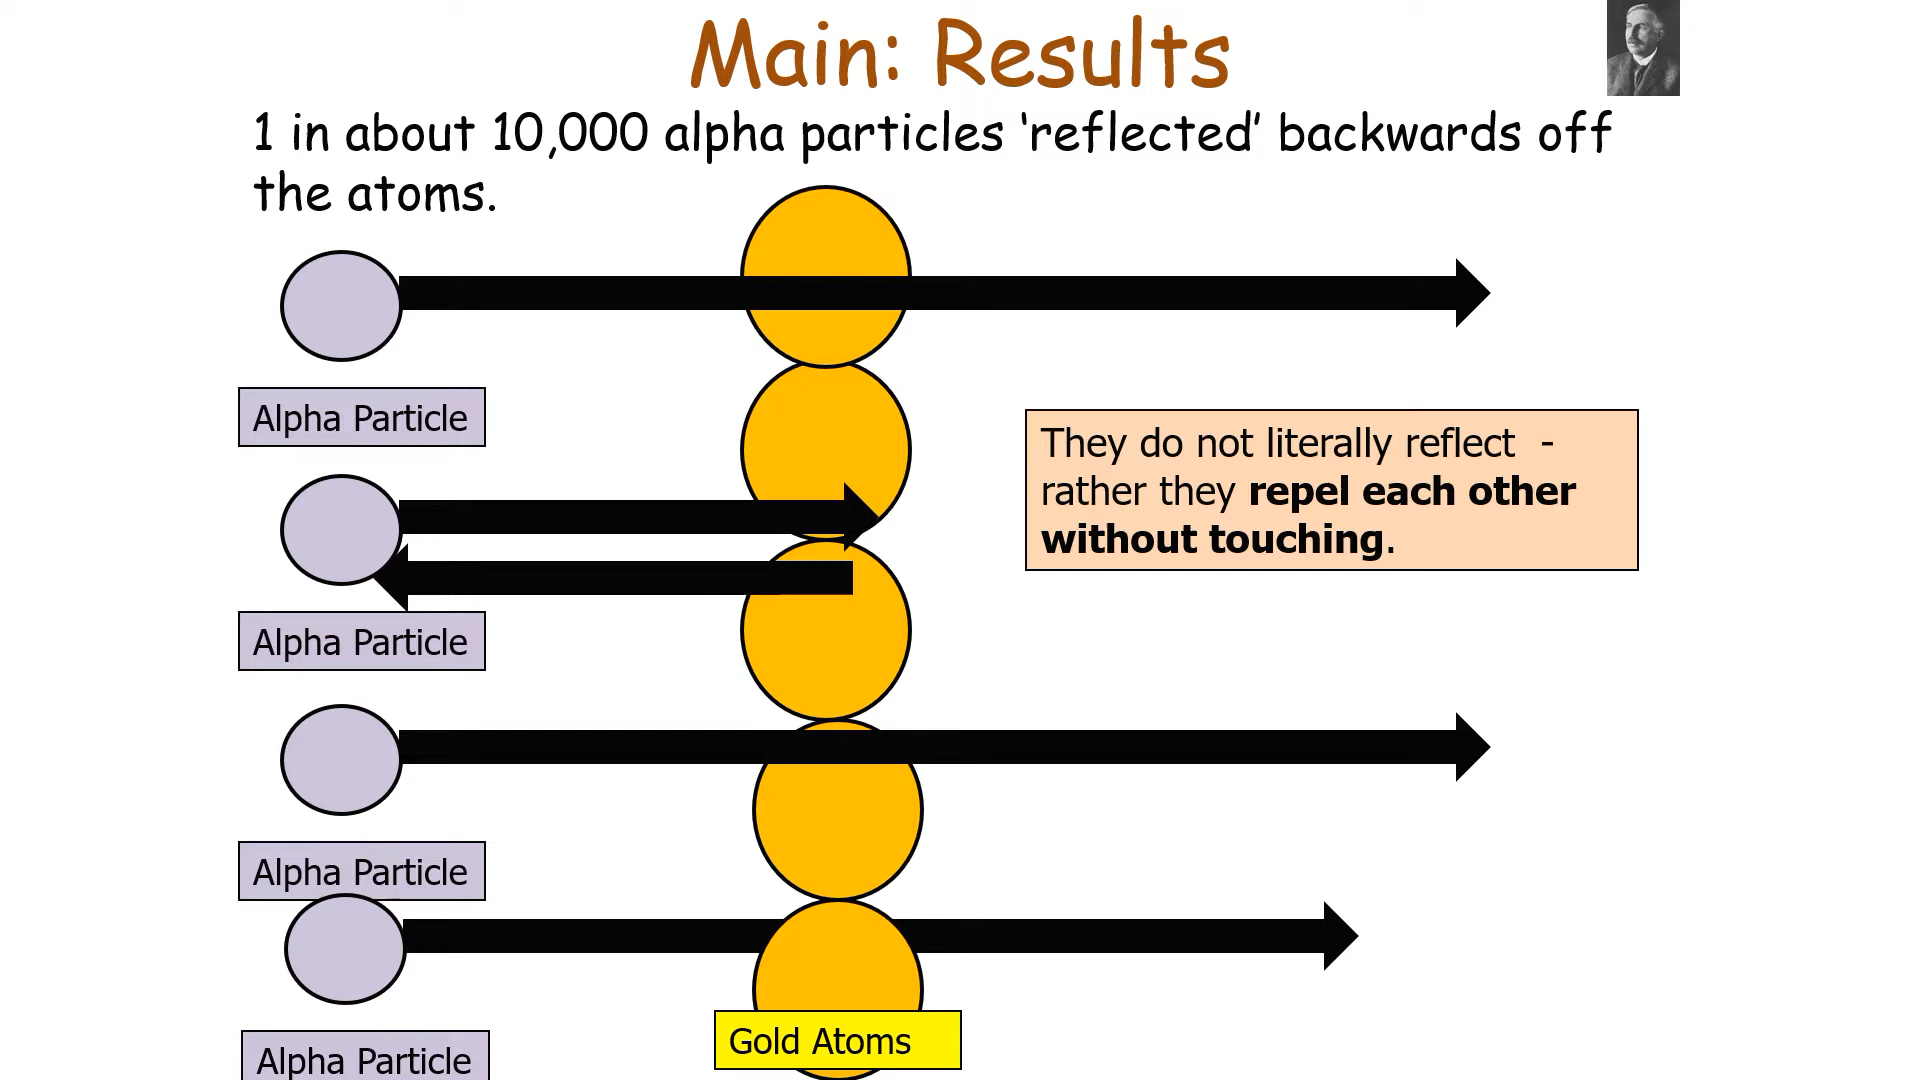 Main: Results
1 in about 10,000 alpha particles ‘reflected’ backwards off
the atoms.
Alpha Particle
They do not literally reflect  -
rather they repel each other
without touching.
Alpha Particle
Alpha Particle
Gold Atoms
Alpha Particle